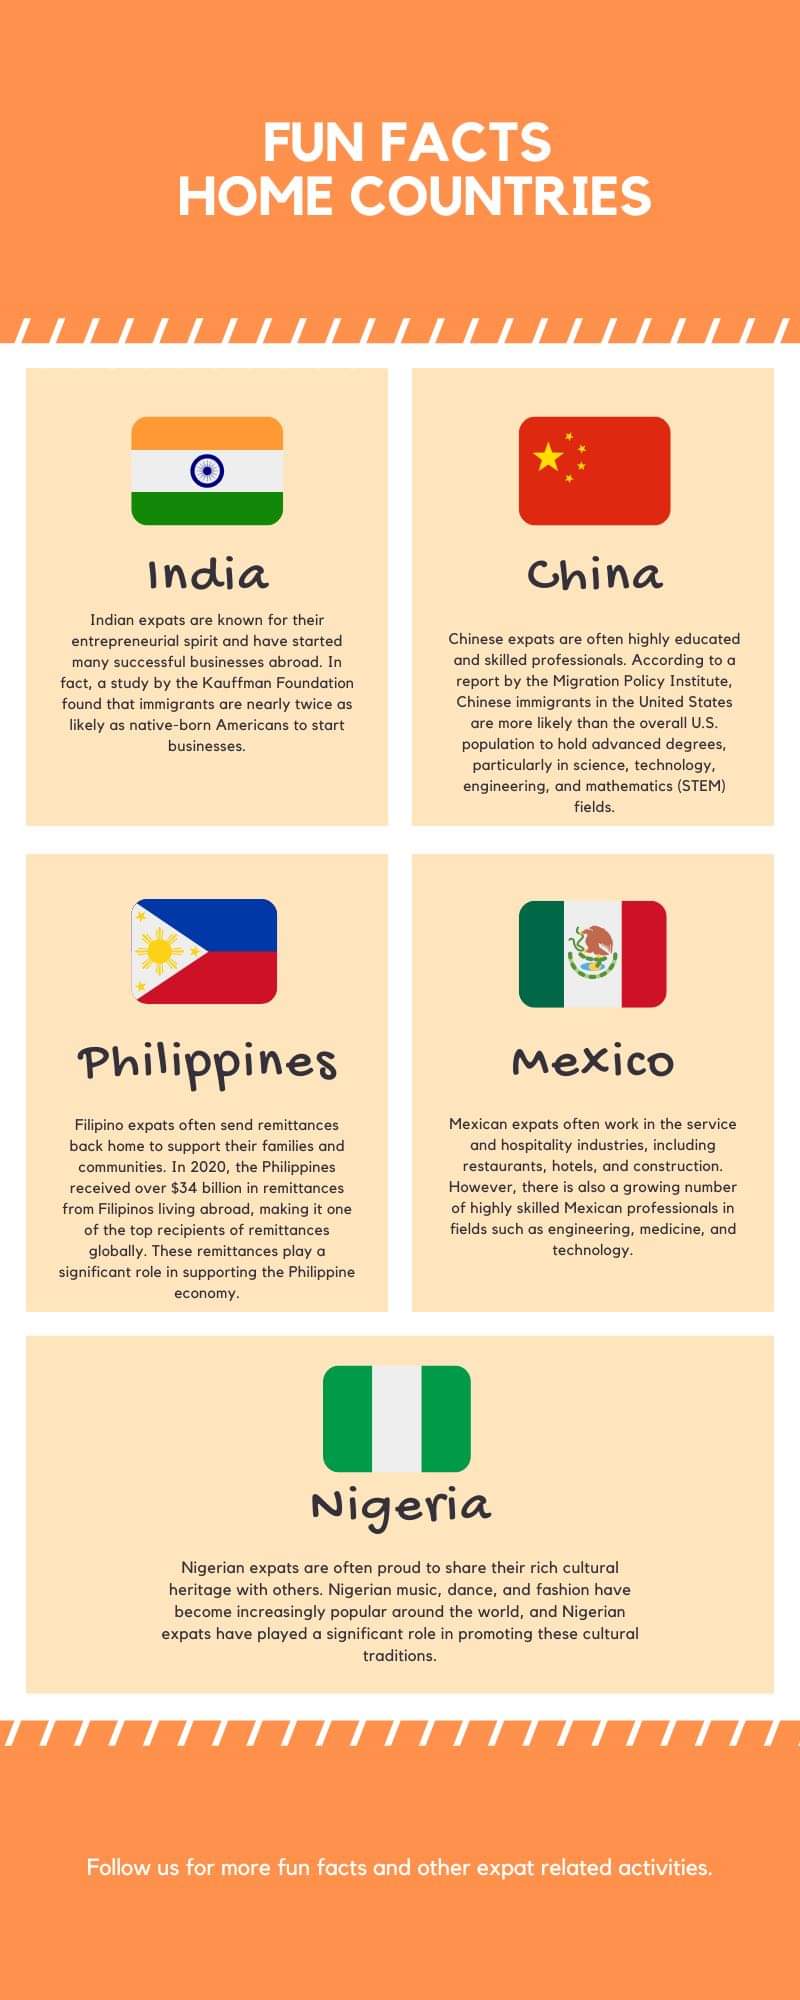 FUN FACTS
HOME COUNTRIES
India
Indian expats are known for their
entrepreneurial spirit and have started
many successful businesses abroad. In
fact, a study by the Kauffman Foundation
found that immigrants are nearly twice as
likely as native-born Americans to start
businesses.
China
Chinese expats are often highly educated
and skilled professionals. According to a
report by the Migration Policy Institute,
Chinese immigrants in the United States
are more likely than the overall U.S.
population to hold advanced degrees,
particularly in science, technology,
engineering, and mathematics (STEM)
fields.
Philippines
Filipino expats often send remittances
back home to support their families and
communities. In 2020, the Philippines
received over $34 billion in remittances
from Filipinos living abroad, making it one
of the top recipients of remittances
globally. These remittances play a
significant role in supporting the Philippine
economy.
Mexico
Mexican expats often work in the service
and hospitality industries, including
restaurants, hotels, and construction.
However, there is also a growing number
of highly skilled Mexican professionals in
fields such as engineering, medicine, and
technology.
Nigeria
Nigerian expats are often proud to share their rich cultural
heritage with others. Nigerian music, dance, and fashion have
become increasingly popular around the world, and Nigerian
expats have played a significant role in promoting these cultural
traditions.
Follow us for more fun facts and other expat related activities.